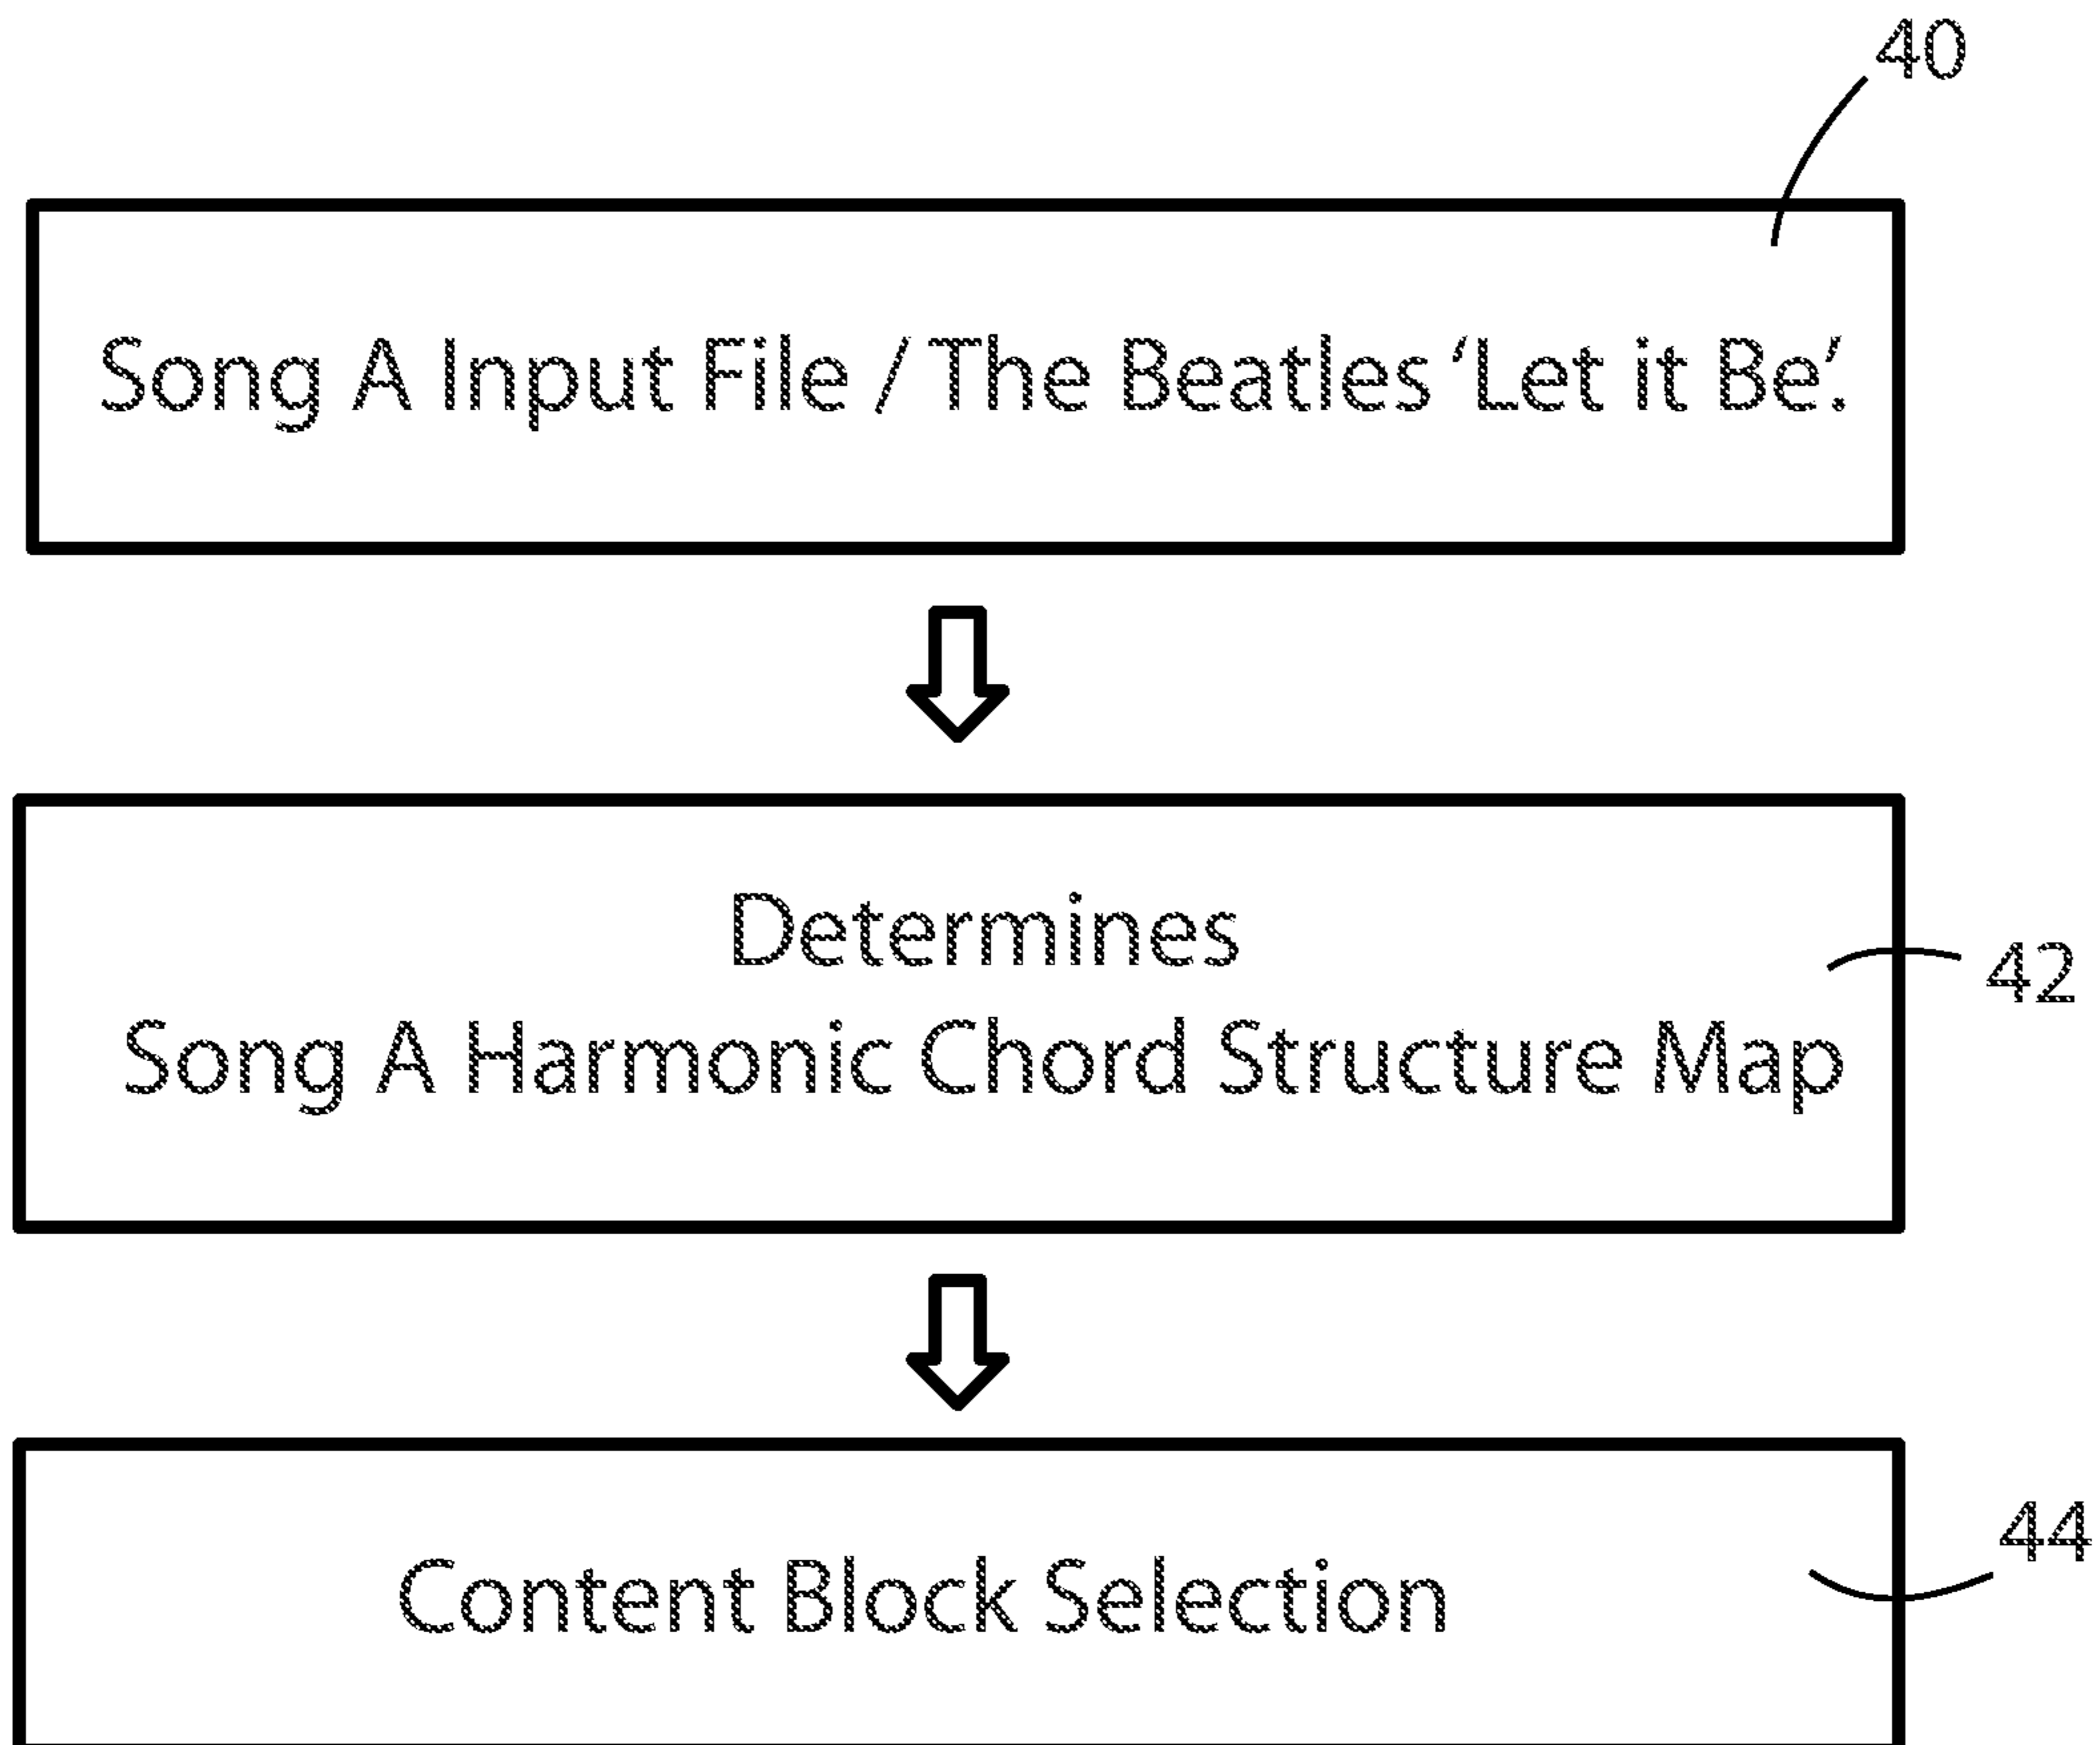 40
Song A Input File / The Beatles ‘Let it Be’.
Determines
42
Song A Harmonic Chord Structure Map
44
Content Block Selection